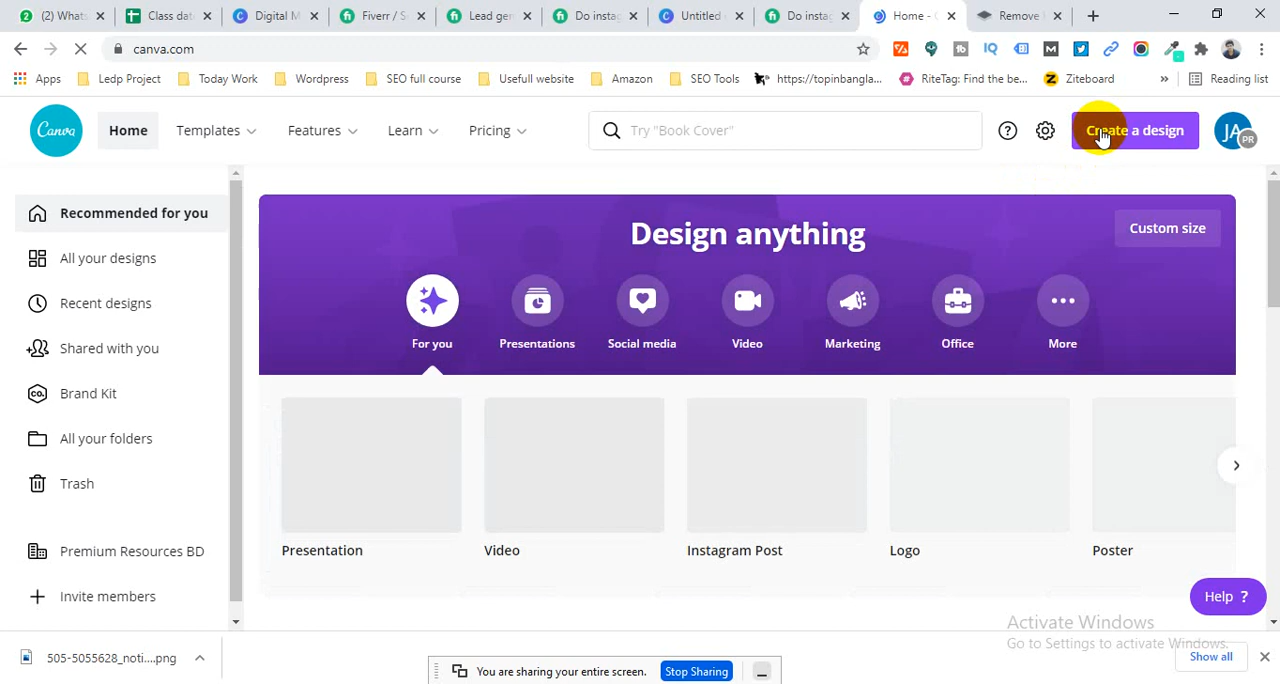 (2) Whats
Class dat
Digital M
Fiverr / S
Lead gen
Do instag
Untitled
Do instag
Home - C
Remove
canva.com
Apps
Ledp Project
Today Work
Wordpress
SEO full course
Usefull website
Amazon
SEO Tools
https://topinbangla...
RiteTag: Find the be...
Ziteboard
»
Reading list
Canva
Home
Templates
Features
Learn
Pricing
Try "Book Cover"
Create a design
JA
PR
Recommended for you
All your designs
Recent designs
Shared with you
Brand Kit
All your folders
Trash
Premium Resources BD
Invite members
Design anything
Custom size
For you
Presentations
Social media
Video
Marketing
Office
More
Presentation
Video
Instagram Post
Logo
Poster
Help ?
Activate Windows
Go to Settings to activate Windows.
505-5055628_noti....png
Show all
You are sharing your entire screen.
Stop Sharing